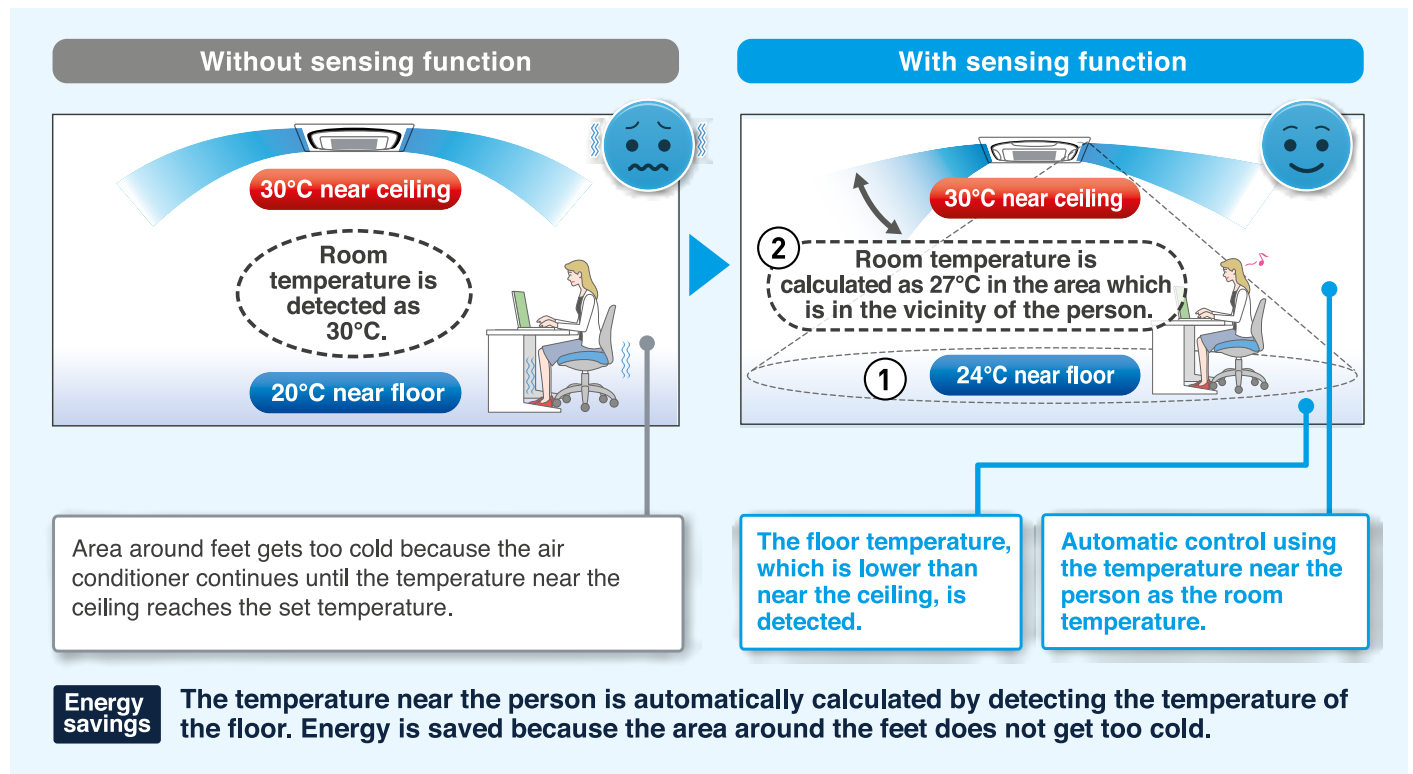 Without sensing function
30°C near ceiling
Room
temperature is
detected as
30°C.
20°C near floor
Area around feet gets too cold because the air
conditioner continues until the temperature near the
ceiling reaches the set temperature.
With sensing function
30°C near ceiling
2
Room temperature is
calculated as 27°C in the area which
is in the vicinity of the person.
1
24°C near floor
The floor temperature,
which is lower than
near the ceiling, is
detected.
Automatic control using
the temperature near the
person as the room
temperature.
Energy
savings
The temperature near the person is automatically calculated by detecting the temperature of
the floor. Energy is saved because the area around the feet does not get too cold.